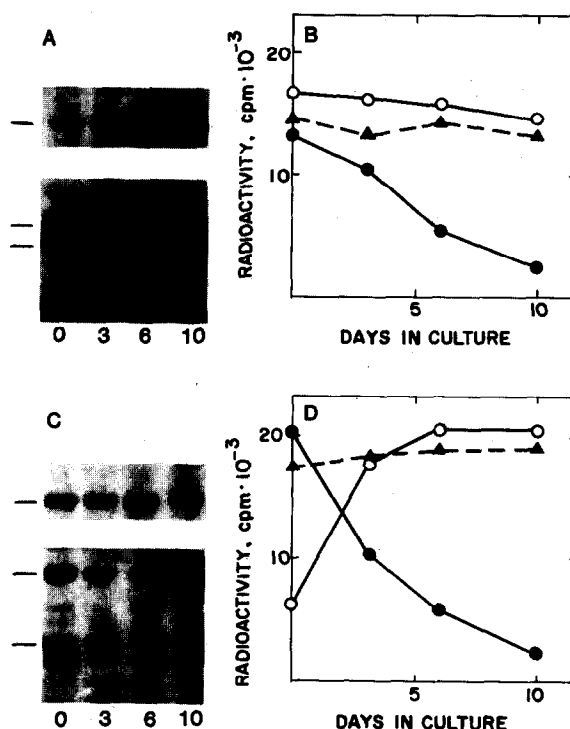 A
0 3 6 10
B
RADIOACTIVITY, cpm·10⁻³
20
10
5 10
DAYS IN CULTURE
C
0 3 6 10
D
RADIOACTIVITY, cpm·10⁻³
20
10
5 10
DAYS IN CULTURE